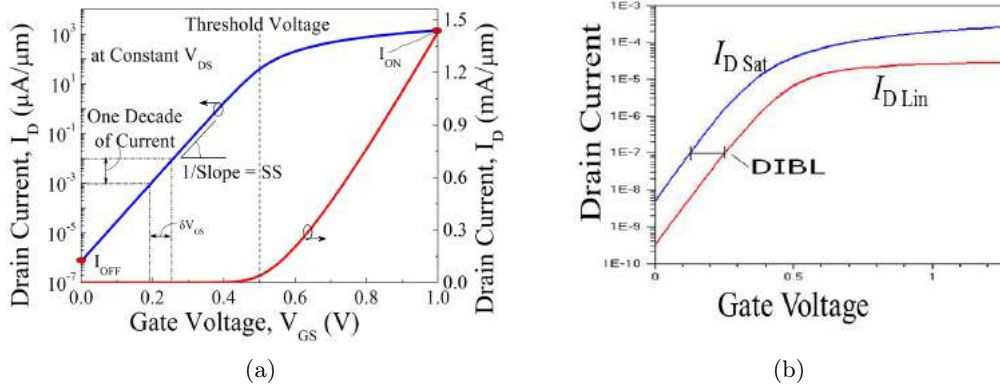 Drain Current, I_D (μA/μm)
10^3
10^1
10^-1
10^-3
10^-5
10^-7
Threshold Voltage
at Constant V_DS
I_ON
One Decade
of Current
1/Slope = SS
δV_GS
I_OFF
0.0 0.2 0.4 0.6 0.8 1.0
Gate Voltage, V_GS (V)
1.5
1.2
0.9
0.6
0.3
0.0
Drain Current, I_D (mA/μm)
(a)
Drain Current
1E-3
1E-4
1E-5
1E-6
1E-7
1E-8
1E-9
1E-10
I_D Sat
I_D Lin
DIBL
0 0.5 1
Gate Voltage
(b)